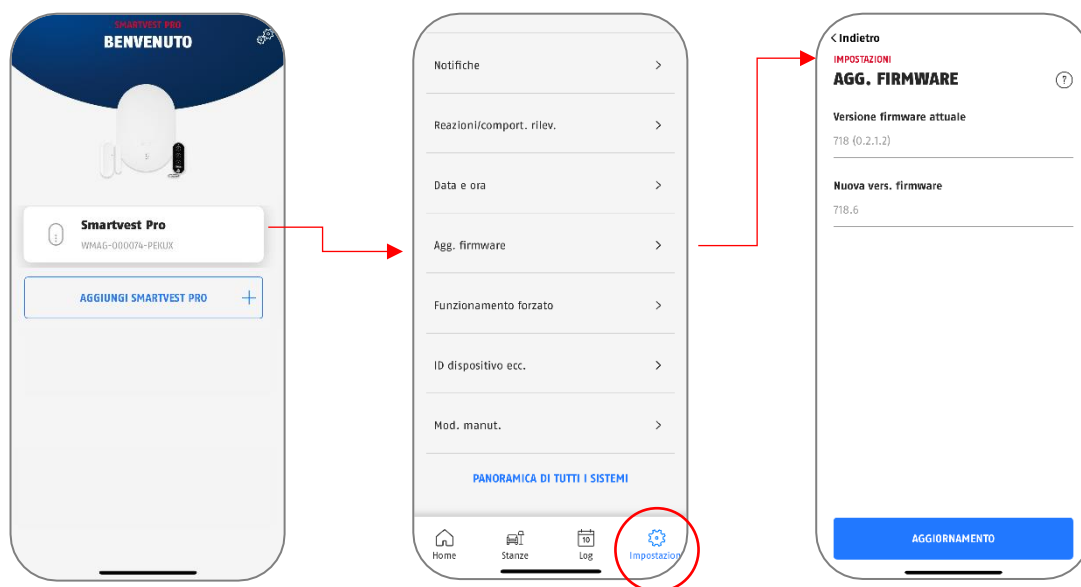 SMARTVEST PRO
BENVENUTO
S
Smartvest Pro
WMAG-000074-PEKUX
AGGIUNGI SMARTVEST PRO
Notifiche
Reazioni/comport. rilev.
Data e ora
Agg. firmware
Funzionamento forzato
ID dispositivo ecc.
Mod. manut.
PANORAMICA DI TUTTI I SISTEMI
10
Home Stanze Log Impostazion
Indietro
IMPOSTAZIONI
AGG. FIRMWARE ?
Versione firmware attuale
718 (0.2.1.2)
Nuova vers. firmware
718.6
AGGIORNAMENTO